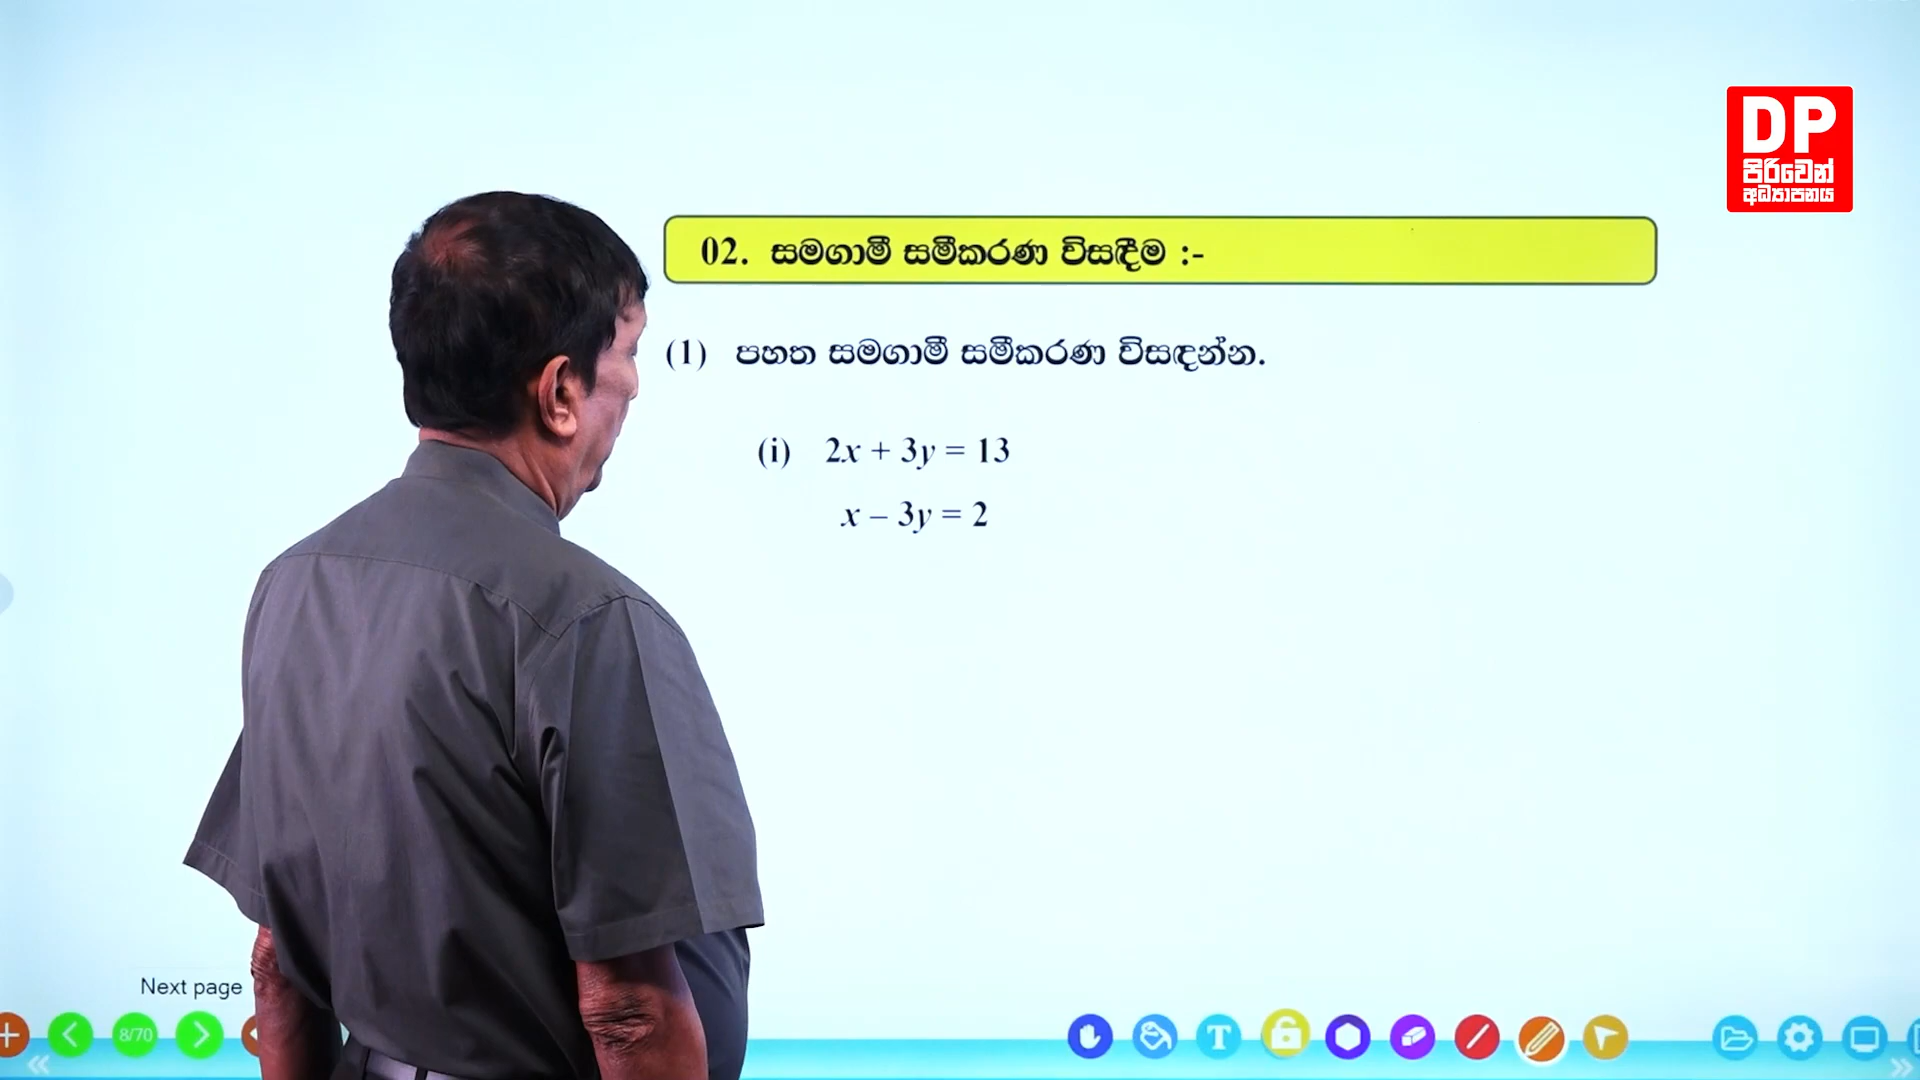 DP
පිරිවෙන්
අධ්‍යාපනය
02. සමගාමී සමීකරණ විසඳීම :-
(1) පහත සමගාමී සමීකරණ විසඳන්න.
(i) 2x + 3y = 13
x – 3y = 2
Next page
8/70
T